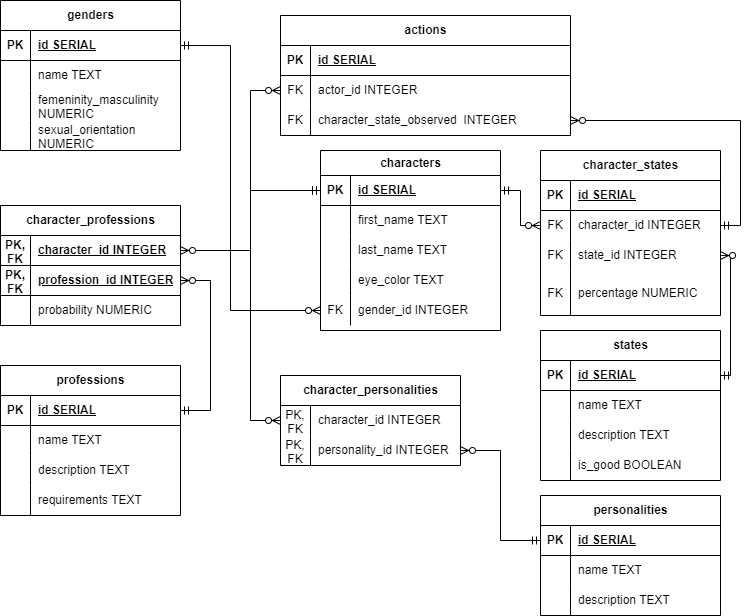 genders
PK id SERIAL
name TEXT
femeninity_masculinity
NUMERIC
sexual_orientation
NUMERIC
actions
PK id SERIAL
FK actor_id INTEGER
FK character_state_observed INTEGER
characters
PK id SERIAL
first_name TEXT
last_name TEXT
eye_color TEXT
FK gender_id INTEGER
character_states
PK id SERIAL
FK character_id INTEGER
FK state_id INTEGER
FK percentage NUMERIC
character_professions
PK,
FK character_id INTEGER
PK,
FK profession_id INTEGER
probability NUMERIC
states
PK id SERIAL
name TEXT
description TEXT
is_good BOOLEAN
professions
PK id SERIAL
name TEXT
description TEXT
requirements TEXT
character_personalities
PK,
FK character_id INTEGER
PK,
FK personality_id INTEGER
personalities
PK id SERIAL
name TEXT
description TEXT